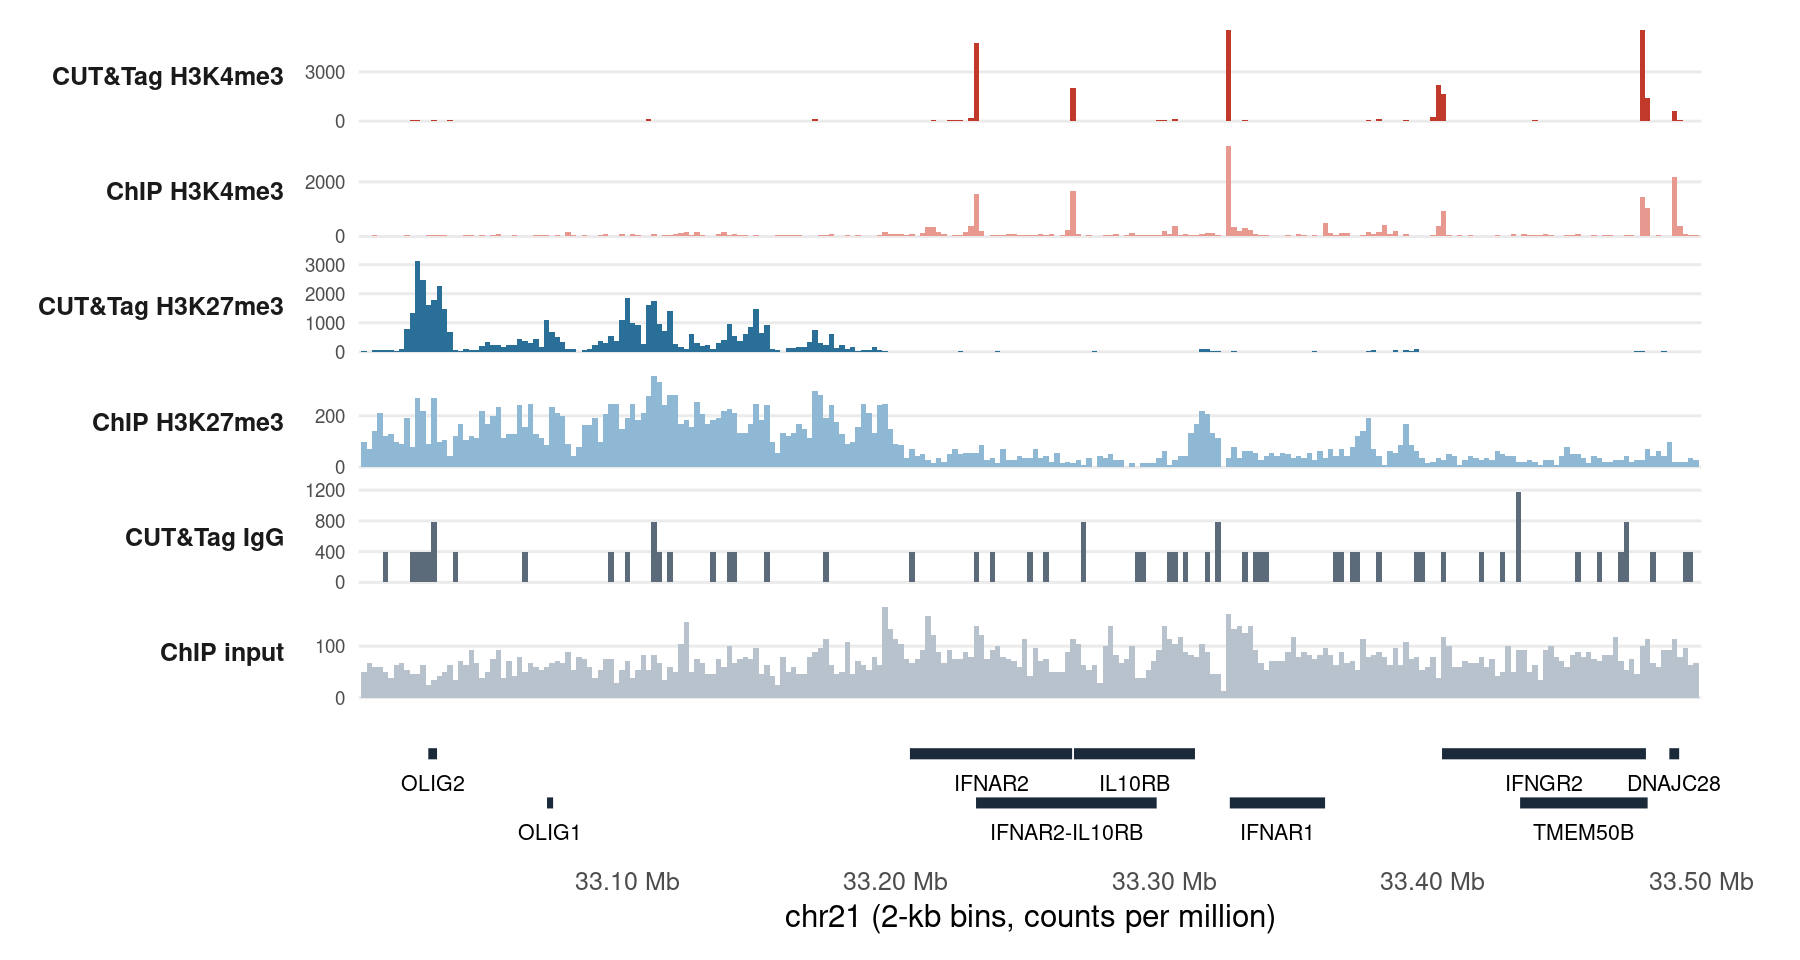 CUT&Tag H3K4me3
3000
0
ChIP H3K4me3
2000
0
CUT&Tag H3K27me3
3000
2000
1000
0
ChIP H3K27me3
200
0
CUT&Tag IgG
1200
800
400
0
ChIP input
100
0
OLIG2 IFNAR2 IL10RB IFNGR2 DNAJC28
OLIG1 IFNAR2-IL10RB IFNAR1 TMEM50B
33.10 Mb 33.20 Mb 33.30 Mb 33.40 Mb 33.50 Mb
chr21 (2-kb bins, counts per million)